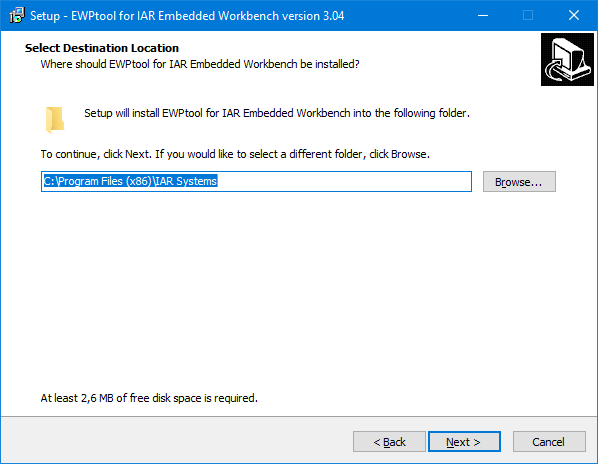 Setup - EWPtool for IAR Embedded Workbench version 3.04
Select Destination Location
Where should EWPtool for IAR Embedded Workbench be installed?
Setup will install EWPtool for IAR Embedded Workbench into the following folder.
To continue, click Next. If you would like to select a different folder, click Browse.
C:\Program Files (x86)\IAR Systems
Browse...
At least 2,6 MB of free disk space is required.
< Back
Next >
Cancel